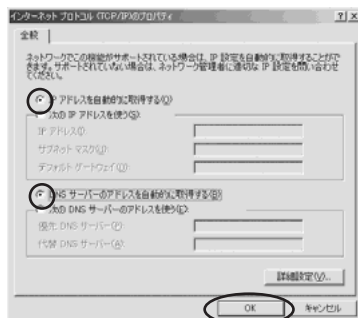 インターネット プロトコル (TCP/IP)のプロパティ
全般
ネットワークでこの機能がサポートされている場合は、IP 設定を自動的に取得することがで
きます。サポートされていない場合は、ネットワーク管理者に適切な IP 設定を問い合わせ
てください。
IP アドレスを自動的に取得する(O)
次の IP アドレスを使う(S):
IP アドレス(I):
サブネット マスク(U):
デフォルト ゲートウェイ(D):
DNS サーバーのアドレスを自動的に取得する(B)
次の DNS サーバーのアドレスを使う(E):
優先 DNS サーバー(P):
代替 DNS サーバー(A):
詳細設定(V)...
OK
キャンセル